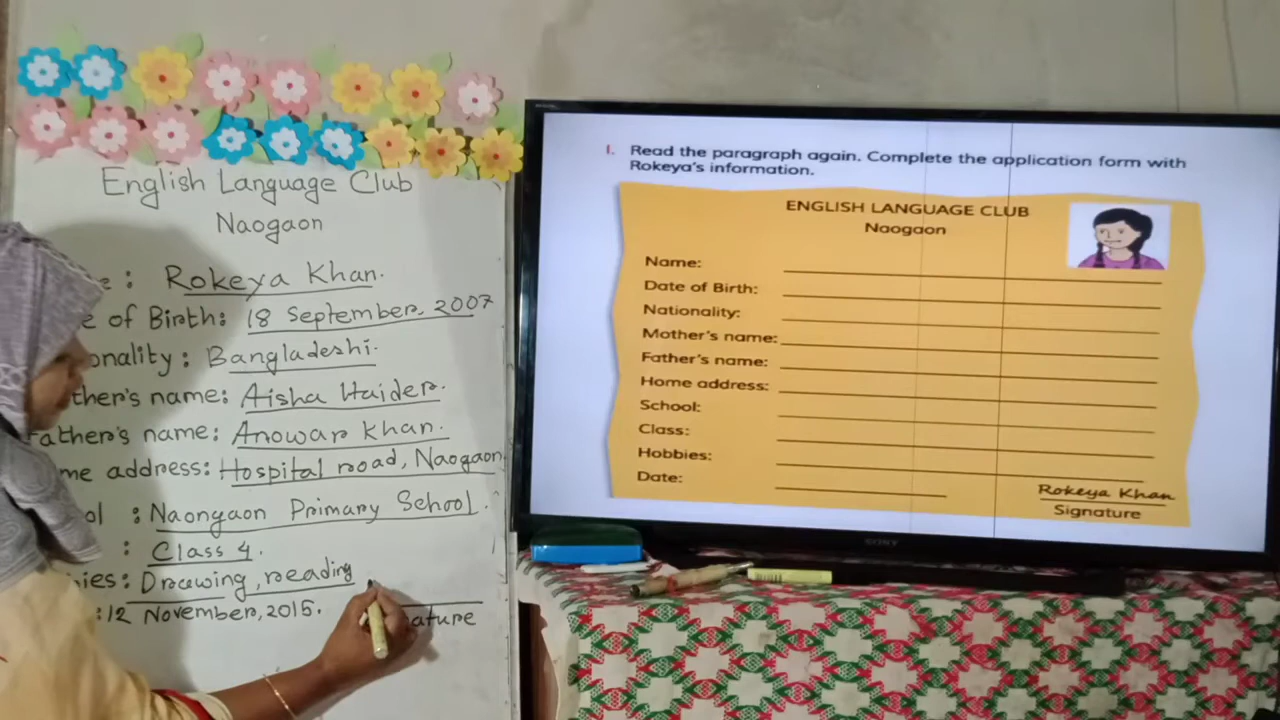 English Language Club
Naogaon
e : Rokeya Khan.
e of Birth: 18 September, 2007
onality : Bangladeshi.
ther's name: Aisha Haider.
Father's name: Anowar Khan.
me address: Hospital road, Naogaon
ol : Naongaon Primary School.
: Class 4.
ies: Drawing, reading
: 12 November, 2015.
ature
I. Read the paragraph again. Complete the application form with
Rokeya's information.
ENGLISH LANGUAGE CLUB
Naogaon
Name:
Date of Birth:
Nationality:
Mother's name:
Father's name:
Home address:
School:
Class:
Hobbies:
Date:
Rokeya Khan
Signature
SONY